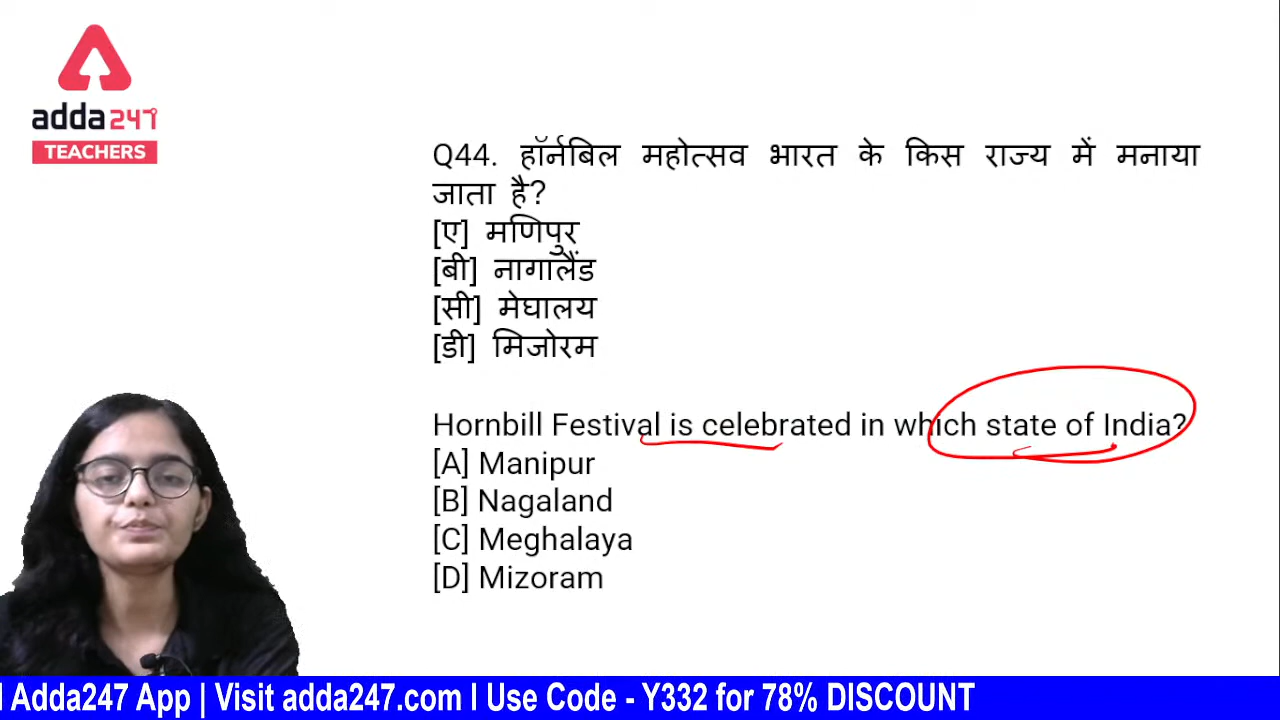 adda247
TEACHERS
Q44. हॉर्नबिल महोत्सव भारत के किस राज्य में मनाया
जाता है?
[ए] मणिपुर
[बी] नागालैंड
[सी] मेघालय
[डी] मिजोरम
Hornbill Festival is celebrated in which state of India?
[A] Manipur
[B] Nagaland
[C] Meghalaya
[D] Mizoram
Adda247 App | Visit adda247.com I Use Code - Y332 for 78% DISCOUNT